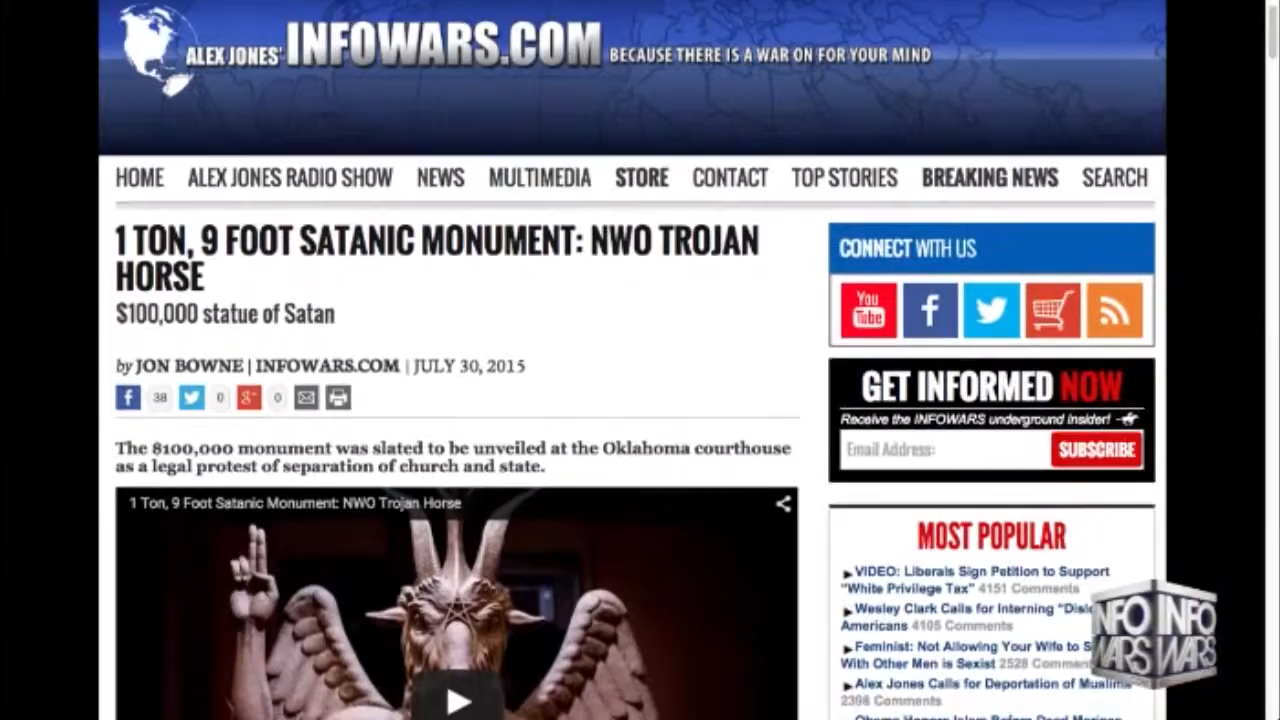 ALEX JONES' INFOWARS.COM BECAUSE THERE IS A WAR ON FOR YOUR MIND
HOME ALEX JONES RADIO SHOW NEWS MULTIMEDIA STORE CONTACT TOP STORIES BREAKING NEWS SEARCH
1 TON, 9 FOOT SATANIC MONUMENT: NWO TROJAN
HORSE
$100,000 statue of Satan
by JON BOWNE | INFOWARS.COM | JULY 30, 2015
38 0 0
The $100,000 monument was slated to be unveiled at the Oklahoma courthouse
as a legal protest of separation of church and state.
1 Ton, 9 Foot Satanic Monument: NWO Trojan Horse
CONNECT WITH US
You
Tube
GET INFORMED NOW
Receive the INFOWARS underground insider!
Email Address:
SUBSCRIBE
MOST POPULAR
VIDEO: Liberals Sign Petition to Support
"White Privilege Tax" 4151 Comments
Wesley Clark Calls for Interning
Americans 4105 Comments
Feminist: Not Allowing Your Wife to
With Other Men is Sexist 2528
Alex Jones Calls for Deportation of Muslims
2398 Comments
INFO INFO
WARS WARS